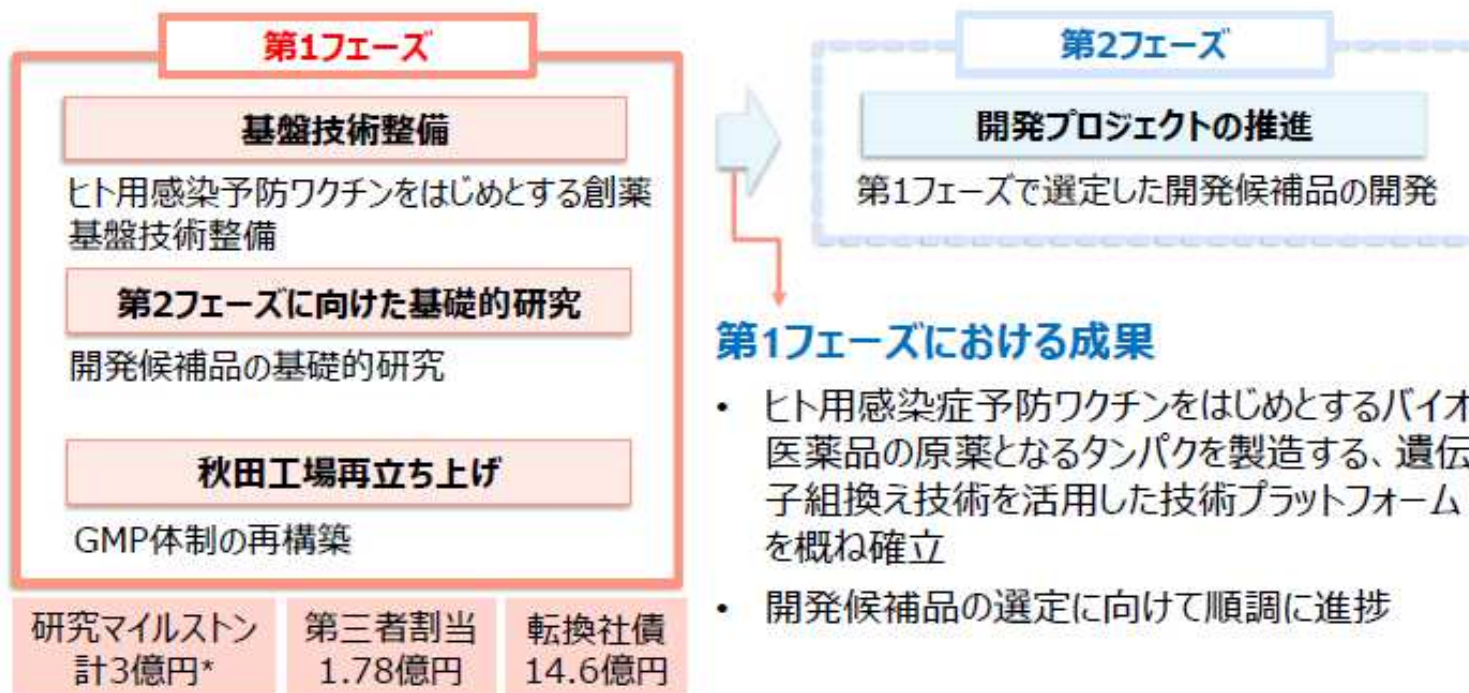 第1フェーズ
基盤技術整備
ヒト用感染予防ワクチンをはじめとする創薬
基盤技術整備
第2フェーズに向けた基礎的研究
開発候補品の基礎的研究
秋田工場再立ち上げ
GMP体制の再構築
研究マイルストン
計3億円*
第三者割当
1.78億円
転換社債
14.6億円
第2フェーズ
開発プロジェクトの推進
第1フェーズで選定した開発候補品の開発
第1フェーズにおける成果
• ヒト用感染症予防ワクチンをはじめとするバイオ
医薬品の原薬となるタンパクを製造する、遺伝
子組換え技術を活用した技術プラットフォーム
を概ね確立
• 開発候補品の選定に向けて順調に進捗